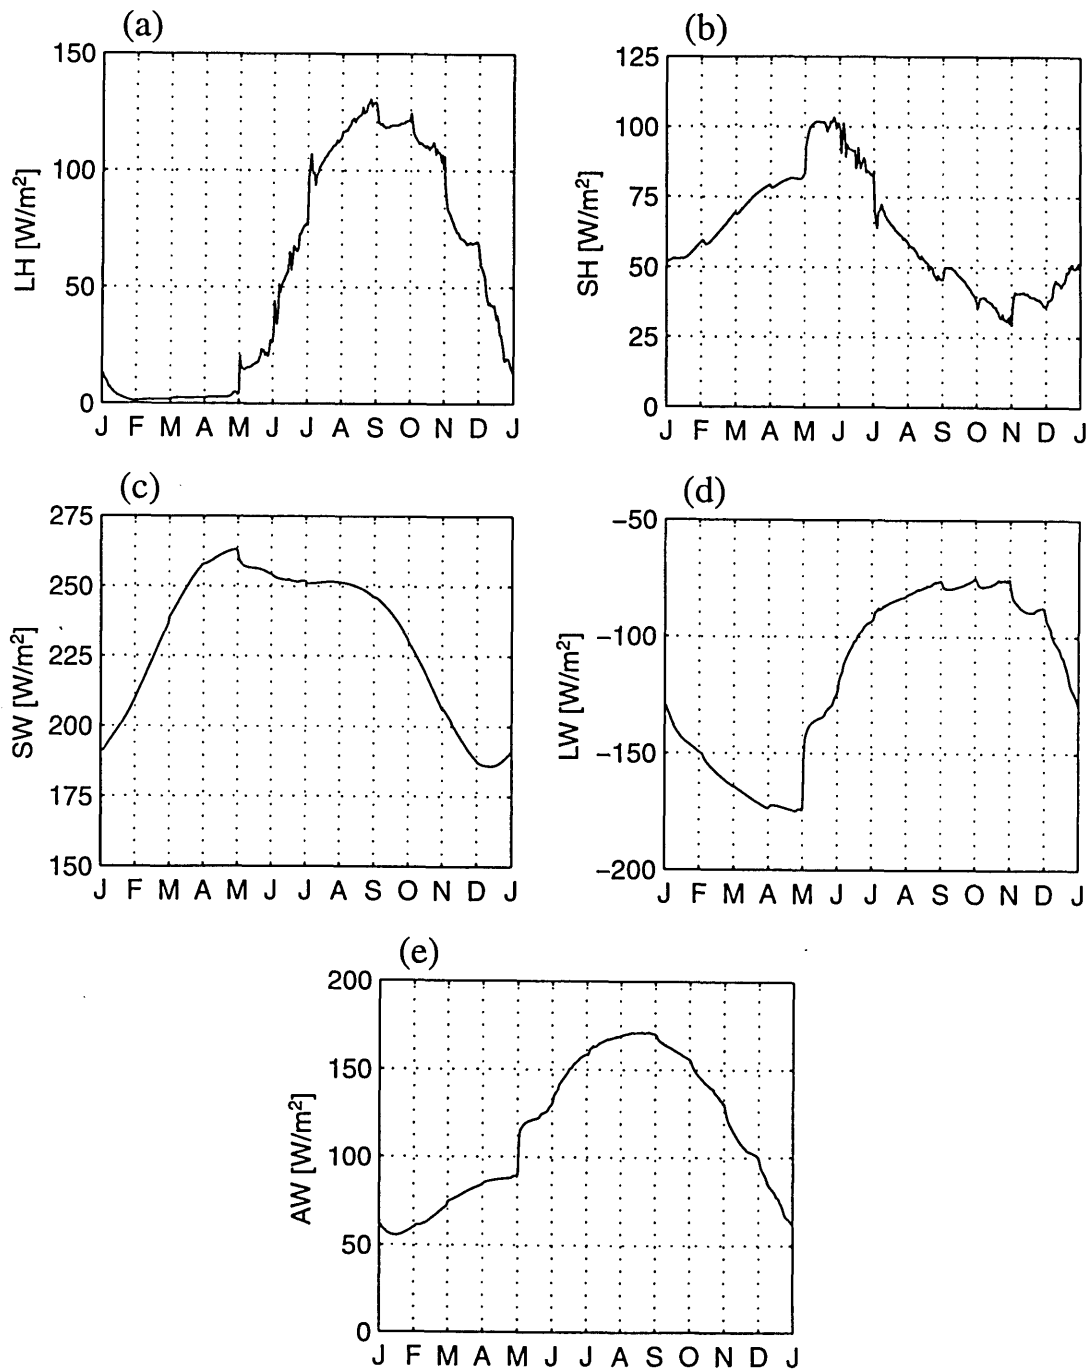 (a)
150
100
50
0
LH [W/m²]
J F M A M J J A S O N D J
(b)
125
100
75
50
25
0
SH [W/m²]
J F M A M J J A S O N D J
(c)
275
250
225
200
175
150
SW [W/m²]
J F M A M J J A S O N D J
(d)
−50
−100
−150
−200
LW [W/m²]
J F M A M J J A S O N D J
(e)
200
150
100
50
0
AW [W/m²]
J F M A M J J A S O N D J